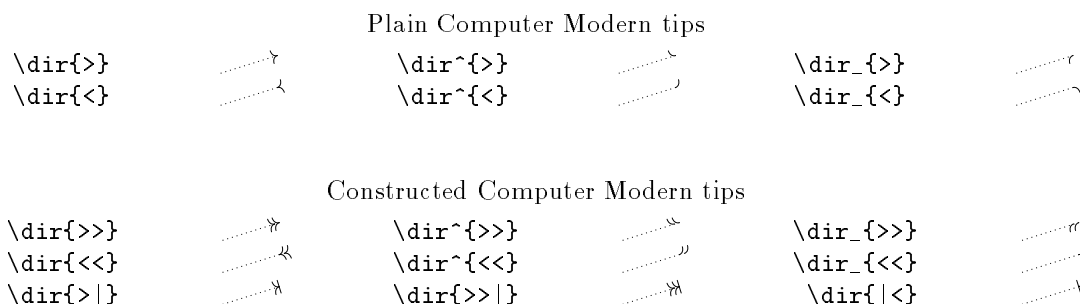 Plain Computer Modern tips
\dir{>} \dir^{>} \dir_{>}
\dir{<} \dir^{<} \dir_{<}
Constructed Computer Modern tips
\dir{>>} \dir^{>>} \dir_{>>}
\dir{<<} \dir^{<<} \dir_{<<}
\dir{>|} \dir{>>|} \dir{|<}